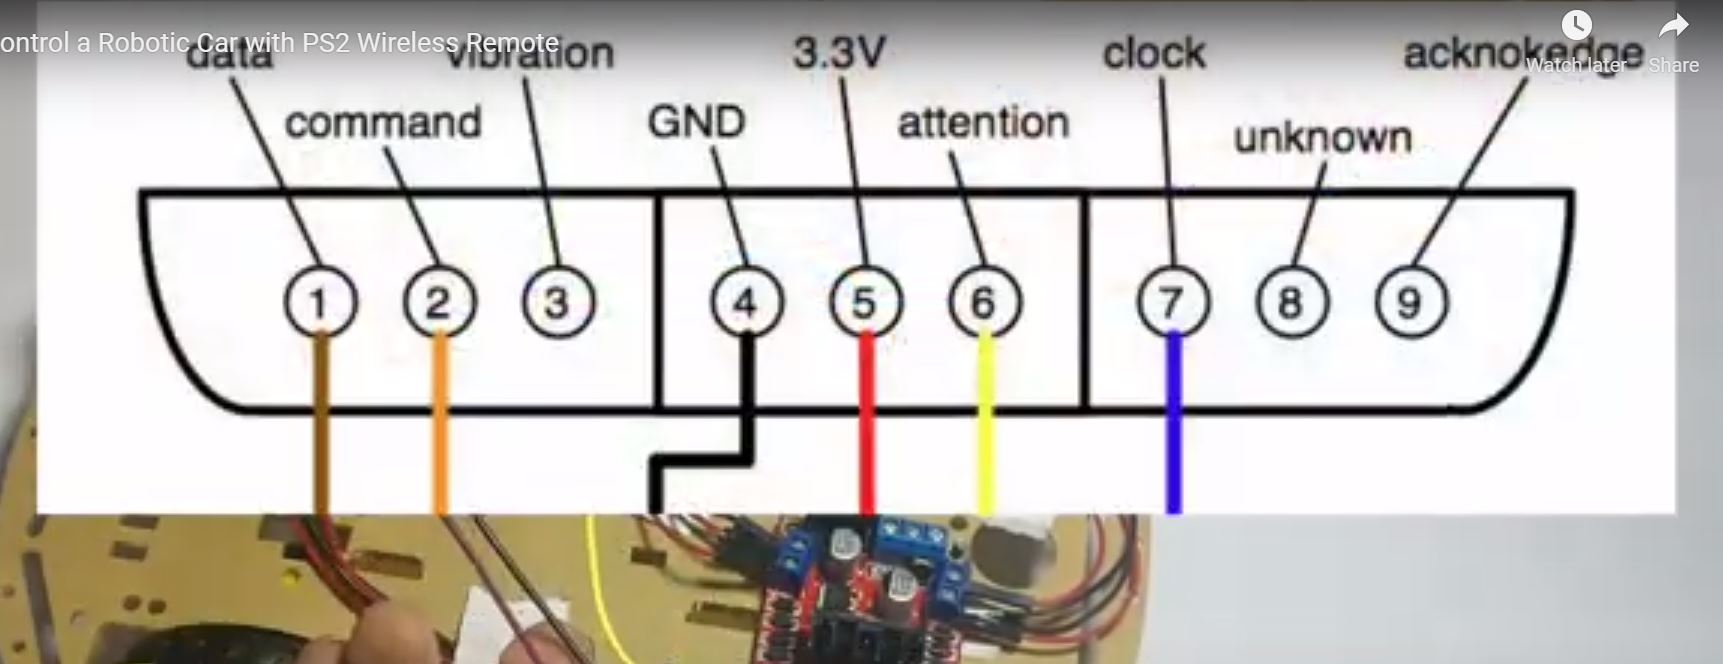 ontrol a Robotic Car with PS2 Wireless Remote
Watch later
Share
data
vibration
3.3V
clock
acknokedge
command
GND
attention
unknown
1 2 3 4 5 6 7 8 9